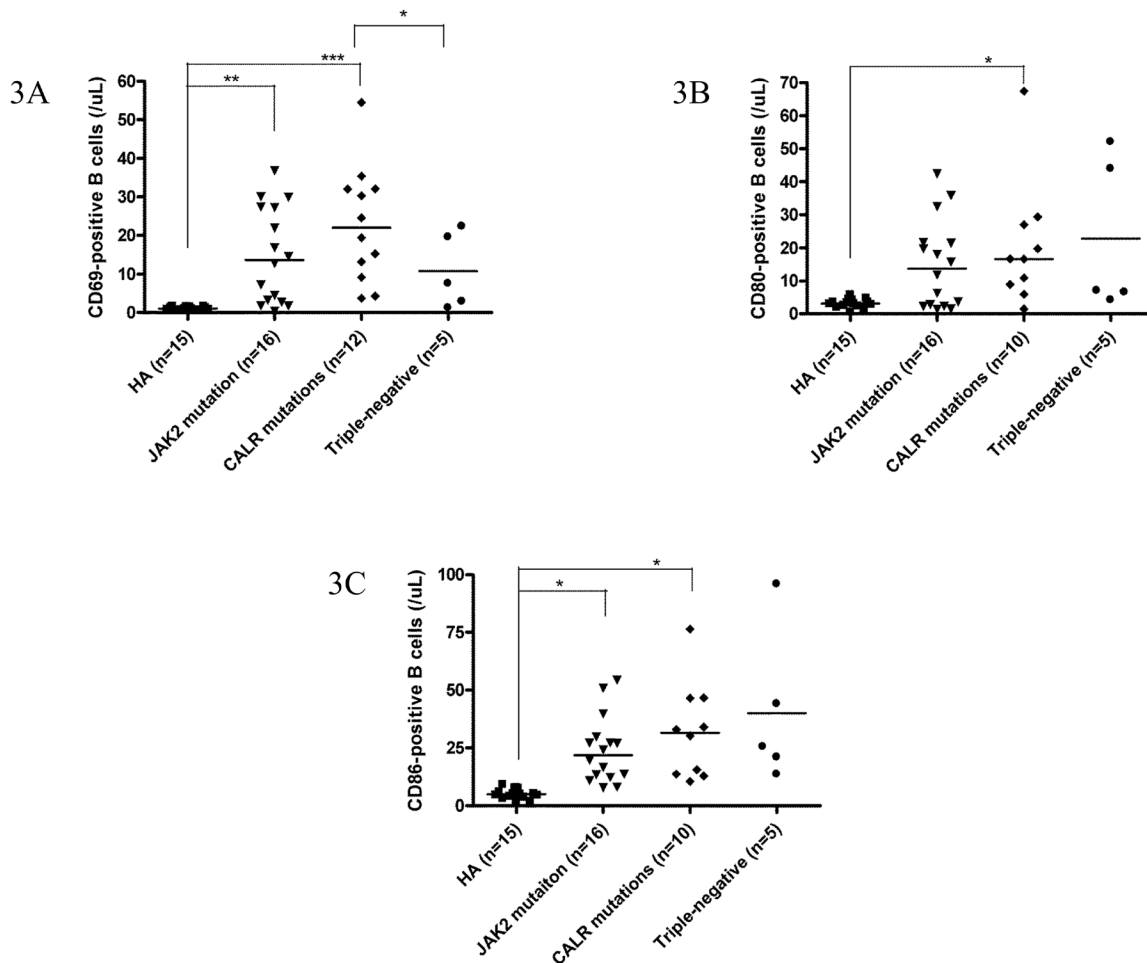 3A
CD69-positive B cells (/uL)
60
50
40
30
20
10
0
*
***
**
HA (n=15)
JAK2 mutation (n=16)
CALR mutations (n=12)
Triple-negative (n=5)
3B
CD80-positive B cells (/uL)
70
60
50
40
30
20
10
0
*
HA (n=15)
JAK2 mutation (n=16)
CALR mutations (n=10)
Triple-negative (n=5)
3C
CD86-positive B cells (/uL)
100
75
50
25
0
*
*
HA (n=15)
JAK2 mutaiton (n=16)
CALR mutations (n=10)
Triple-negative (n=5)